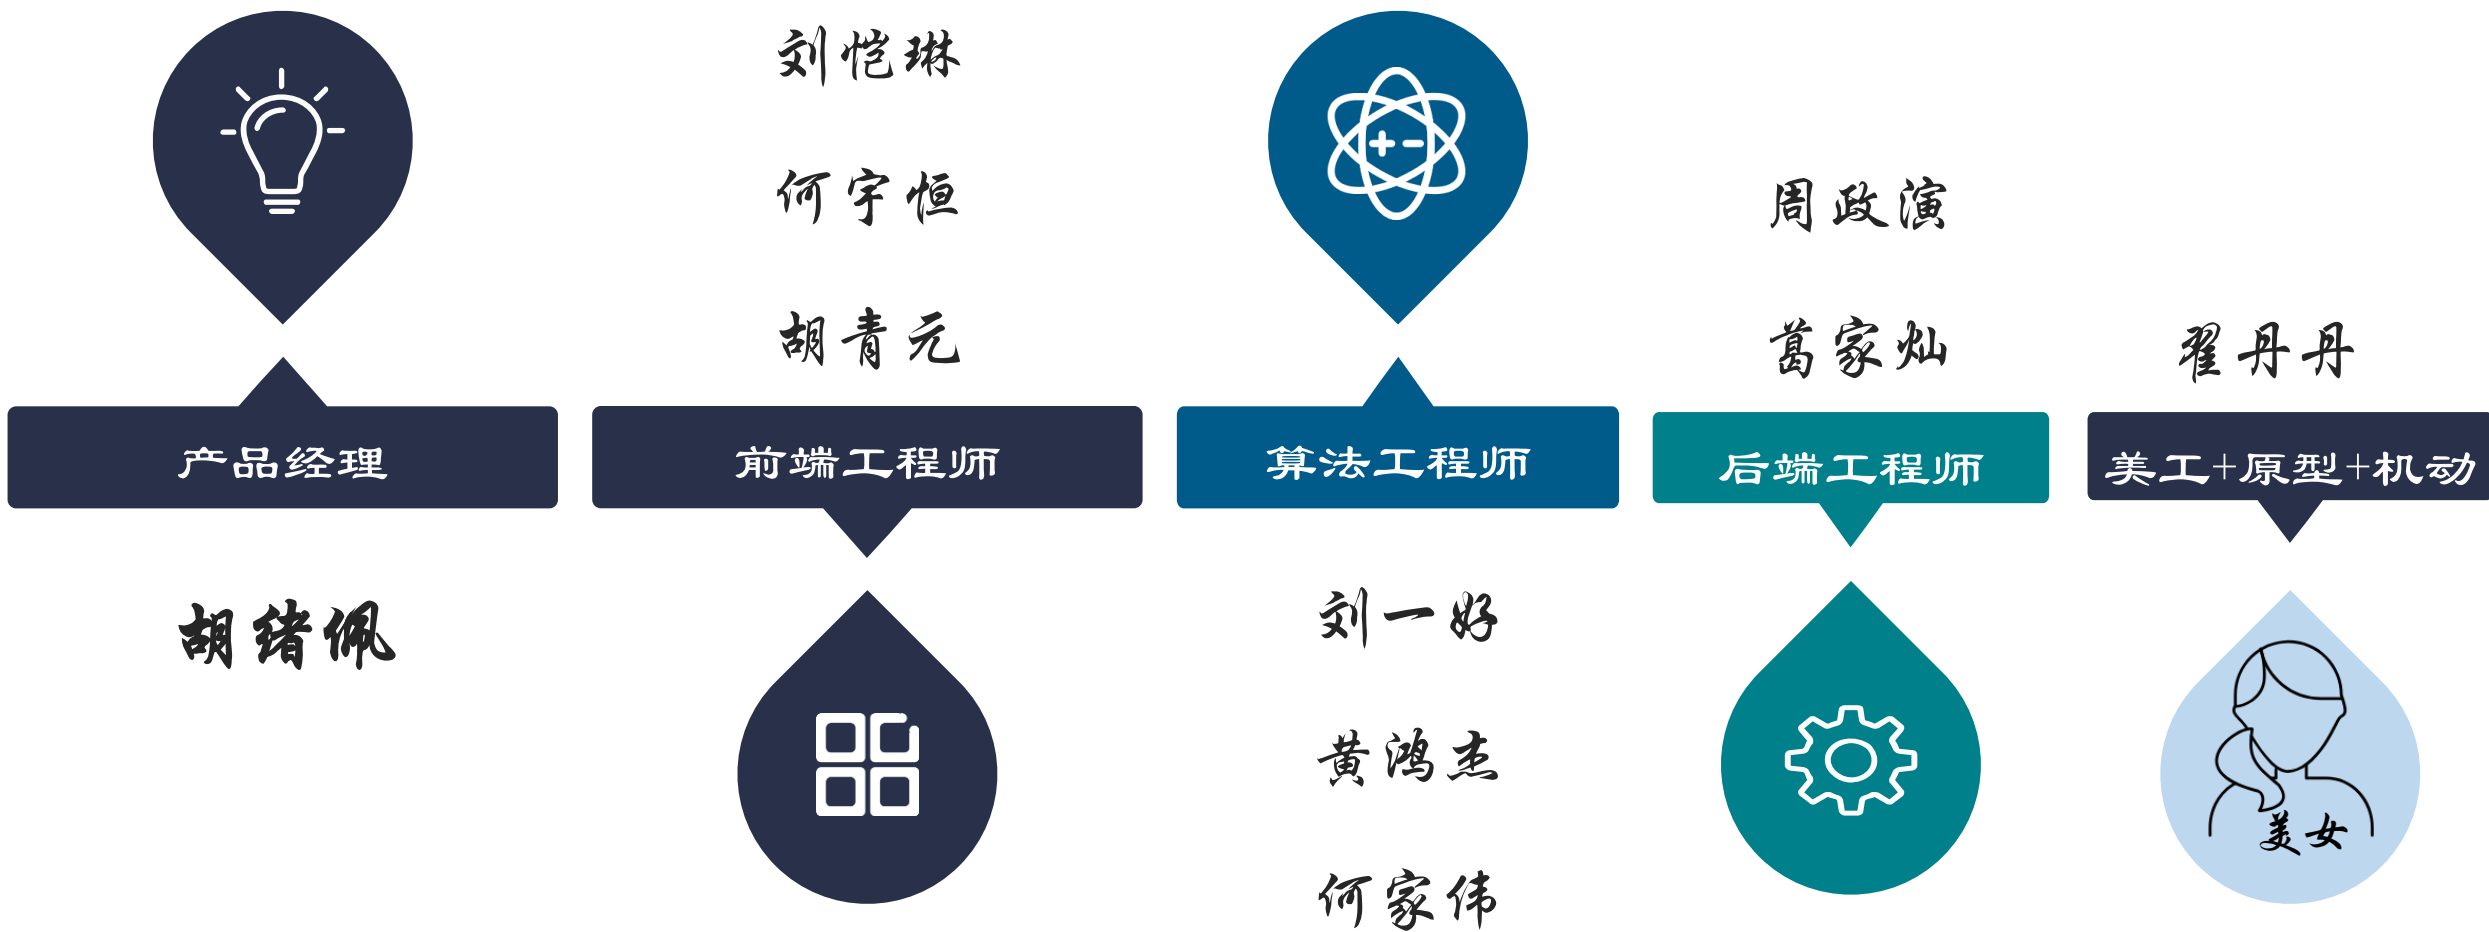 产品经理
胡绪佩
刘恺琳
何宇恒
胡青元
前端工程师
算法工程师
刘一好
黄鸿杰
何家伟
周政演
葛家灿
后端工程师
翟丹丹
美工+原型+机动
美女